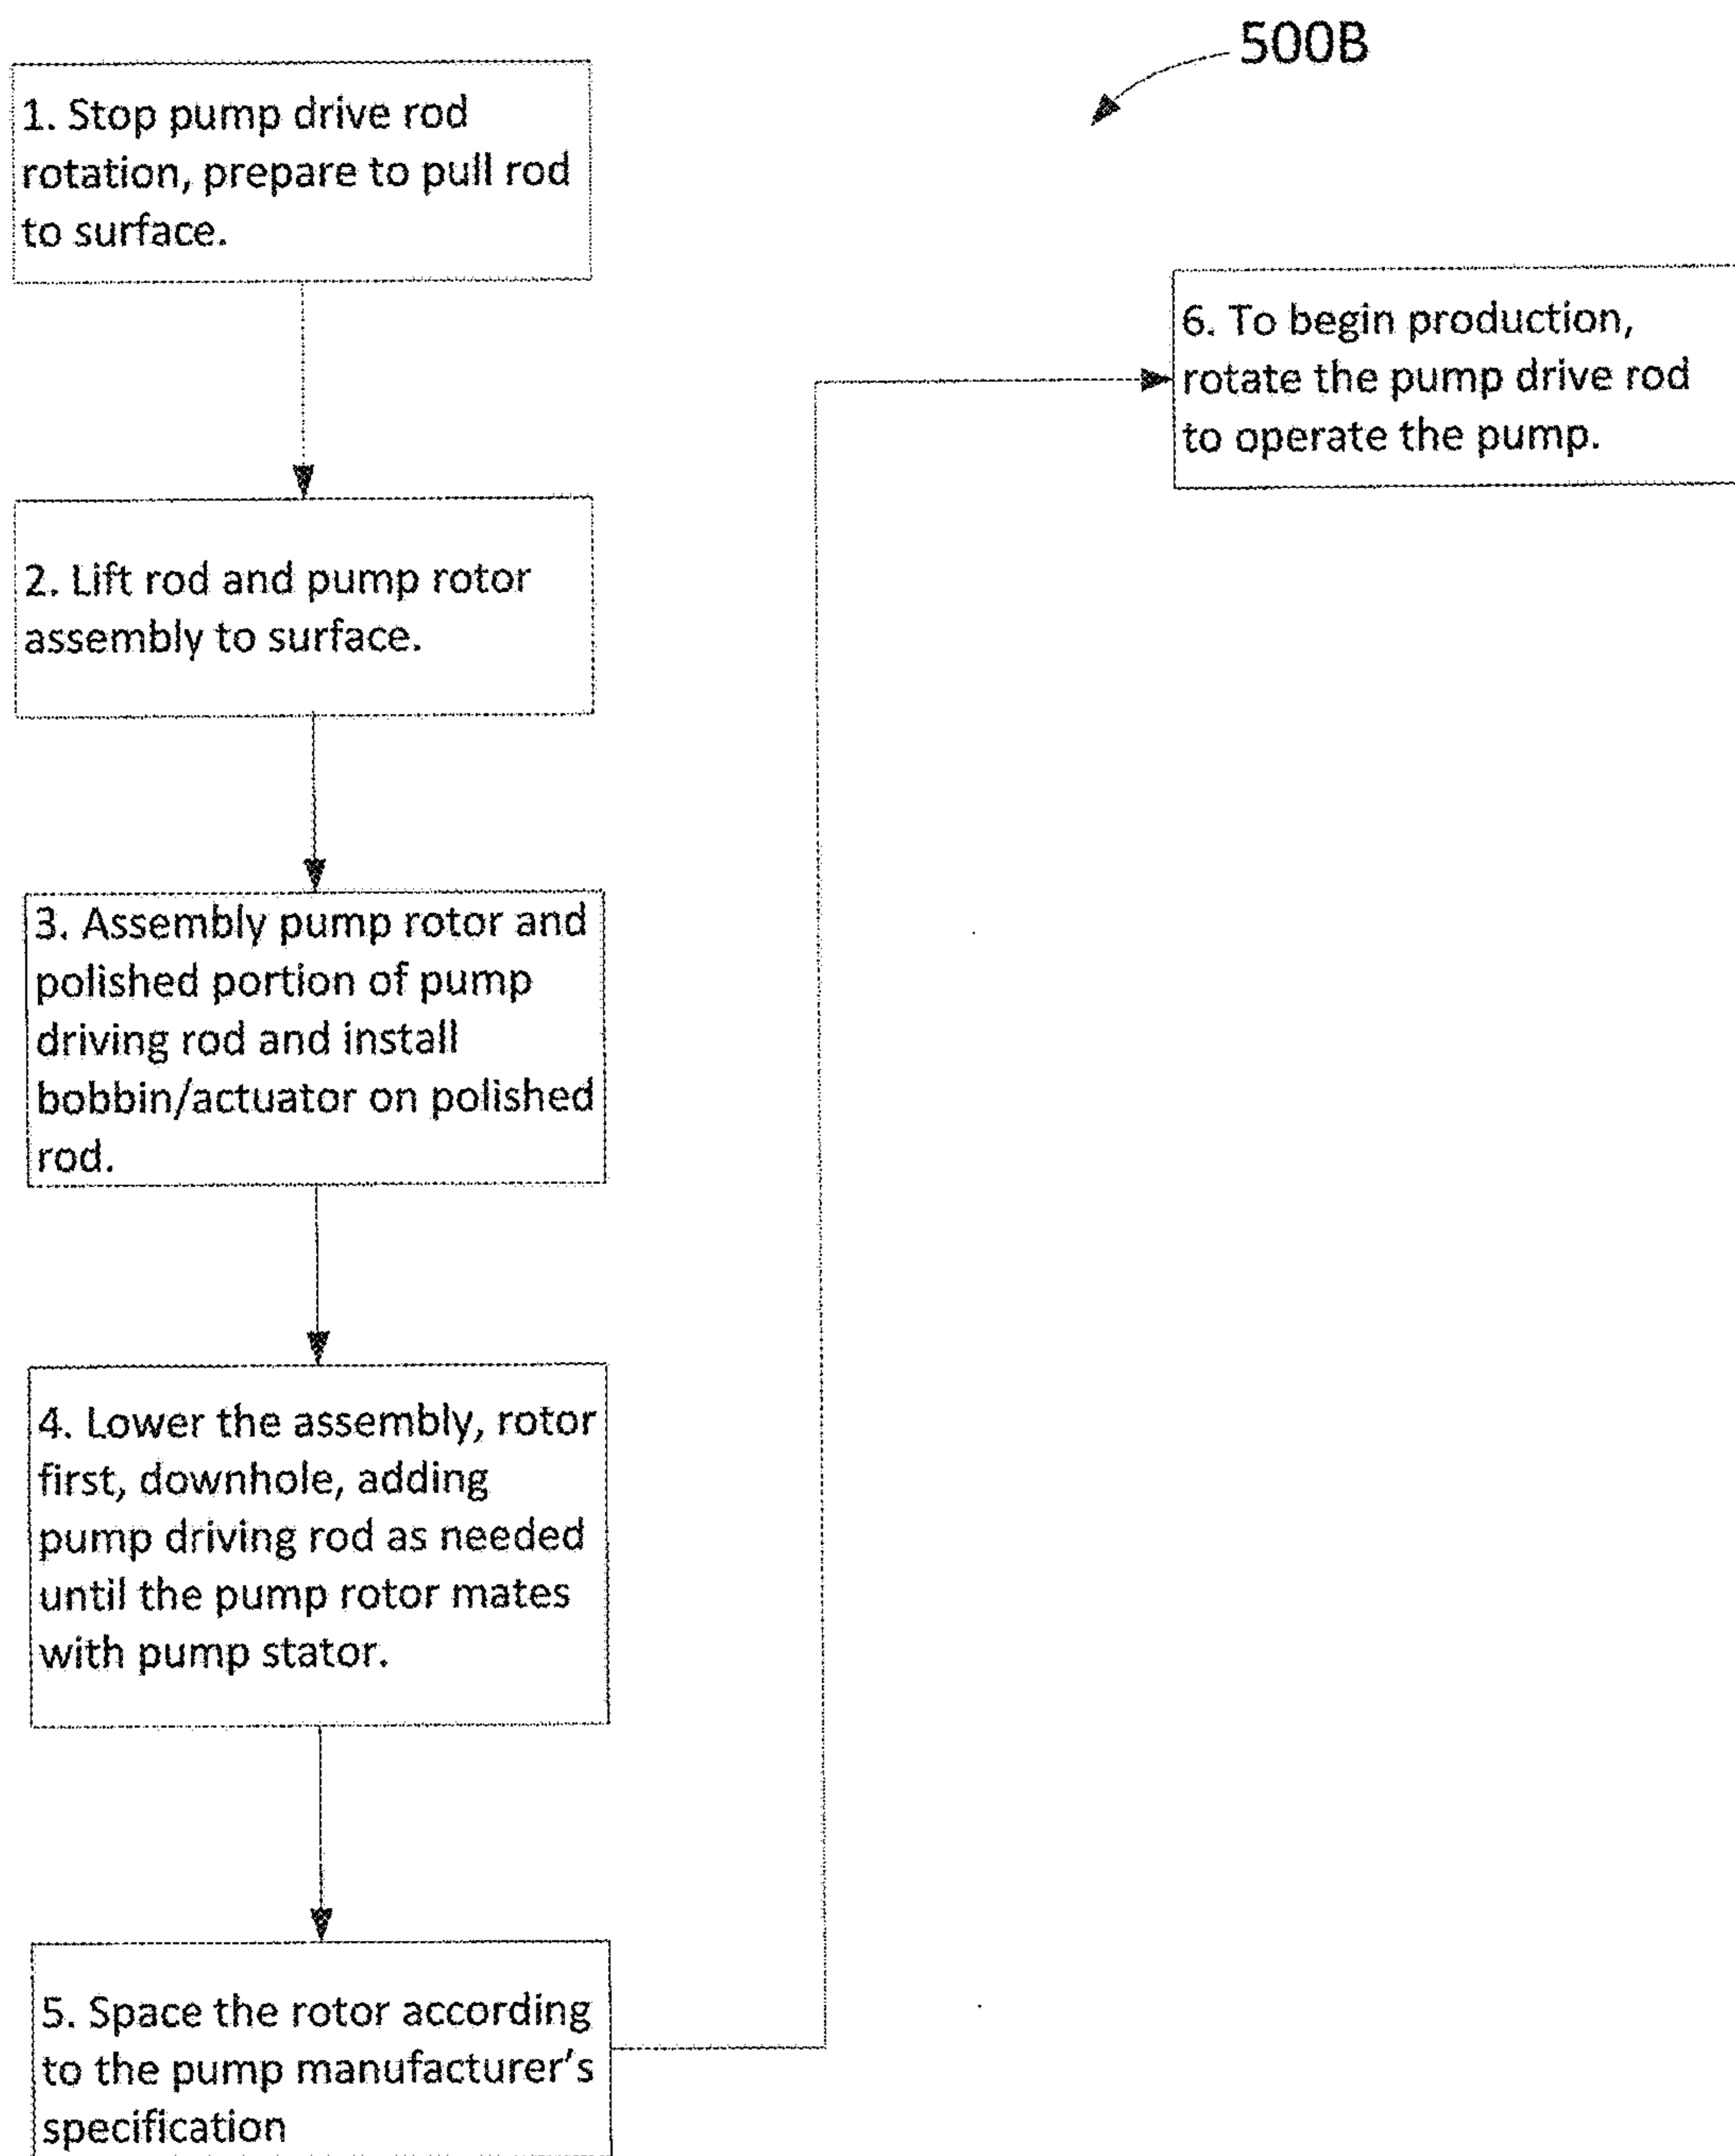 500B
1. Stop pump drive rod
rotation, prepare to pull rod
to surface.
2. Lift rod and pump rotor
assembly to surface.
3. Assembly pump rotor and
polished portion of pump
driving rod and install
bobbin/actuator on polished
rod.
4. Lower the assembly, rotor
first, downhole, adding
pump driving rod as needed
until the pump rotor mates
with pump stator.
5. Space the rotor according
to the pump manufacturer's
specification
6. To begin production,
rotate the pump drive rod
to operate the pump.